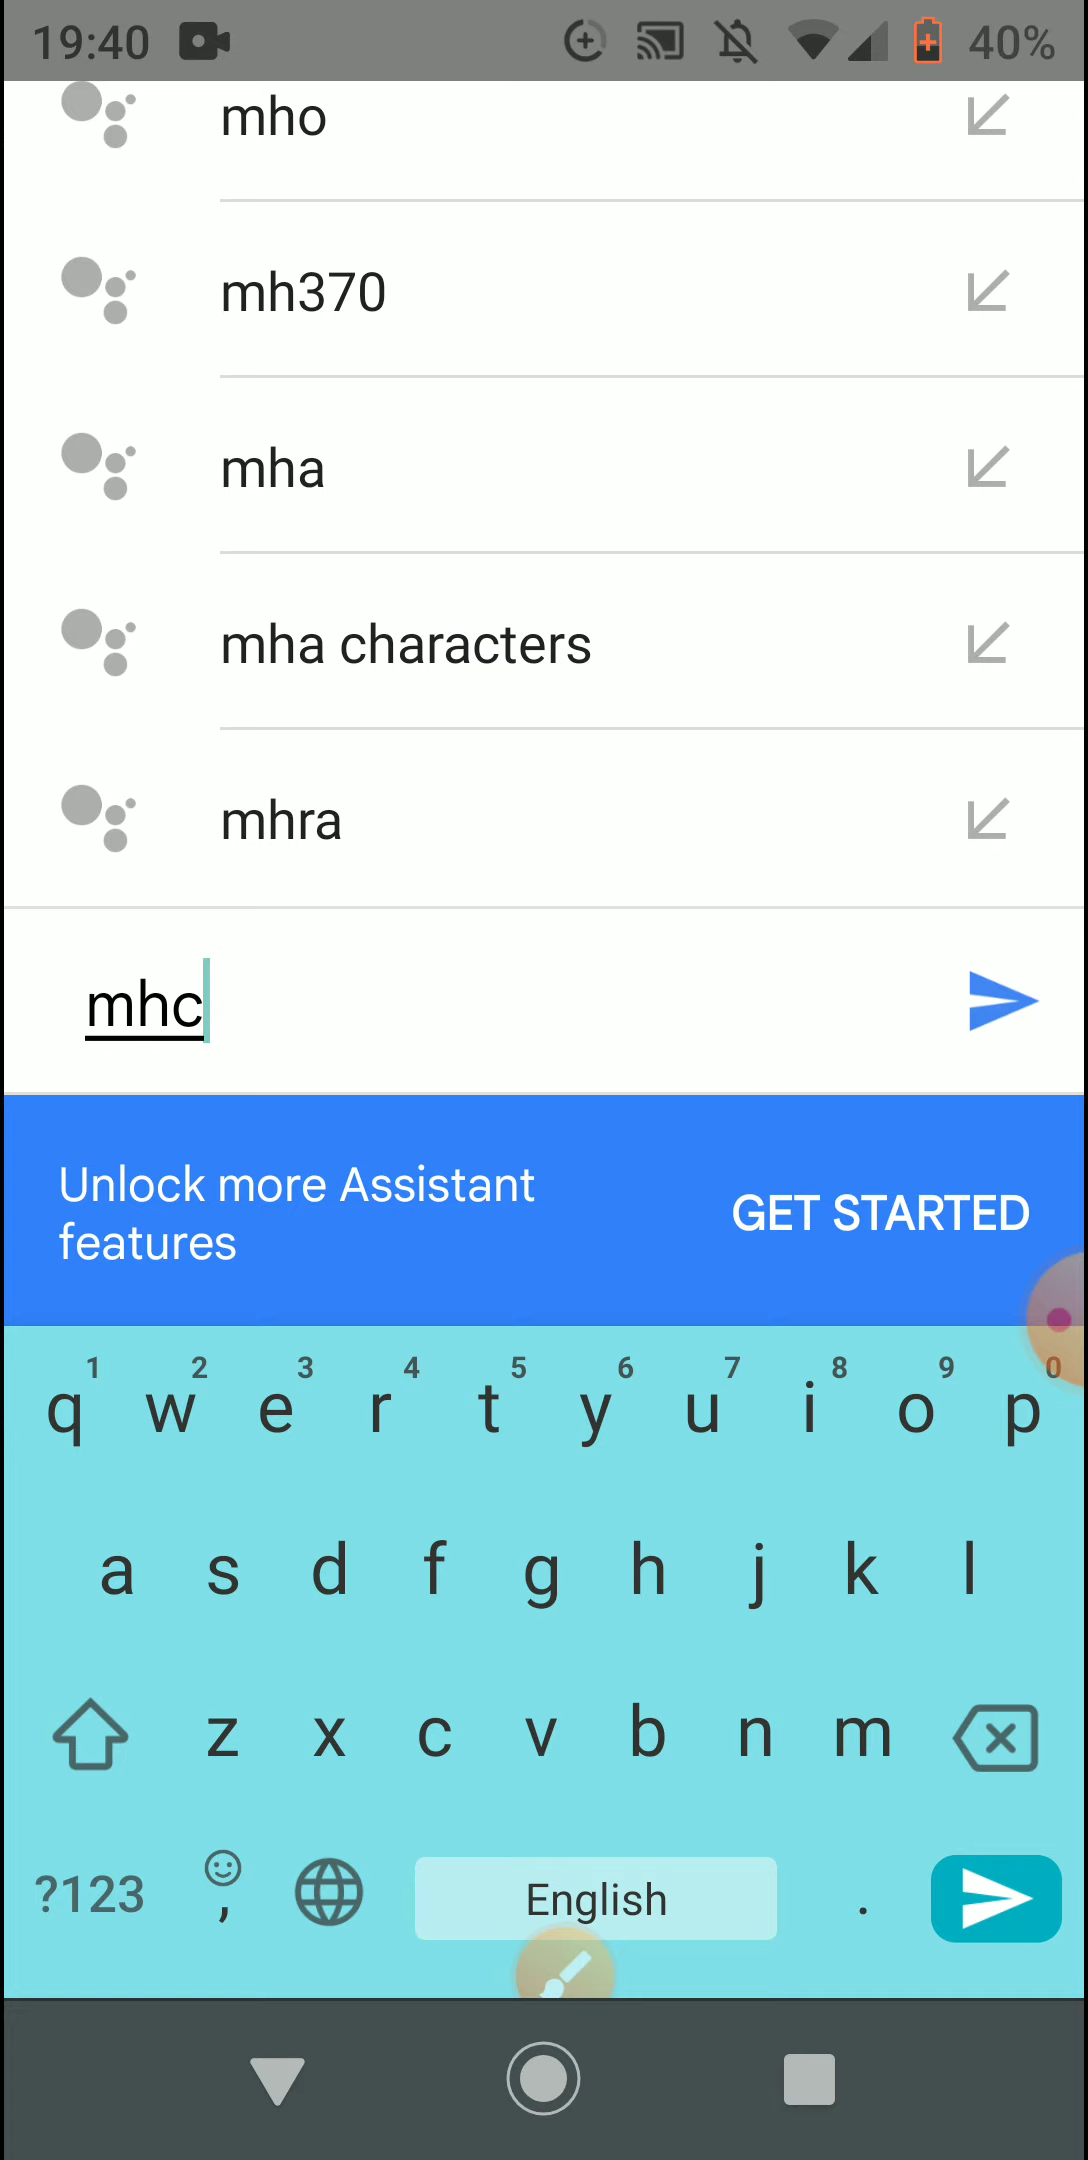 19:40 40%
mho
mh370
mha
mha characters
mhra
mhc
Unlock more Assistant
features
GET STARTED
1 2 3 4 5 6 7 8 9 0
q w e r t y u i o p
a s d f g h j k l
z x c v b n m
?123 , English .